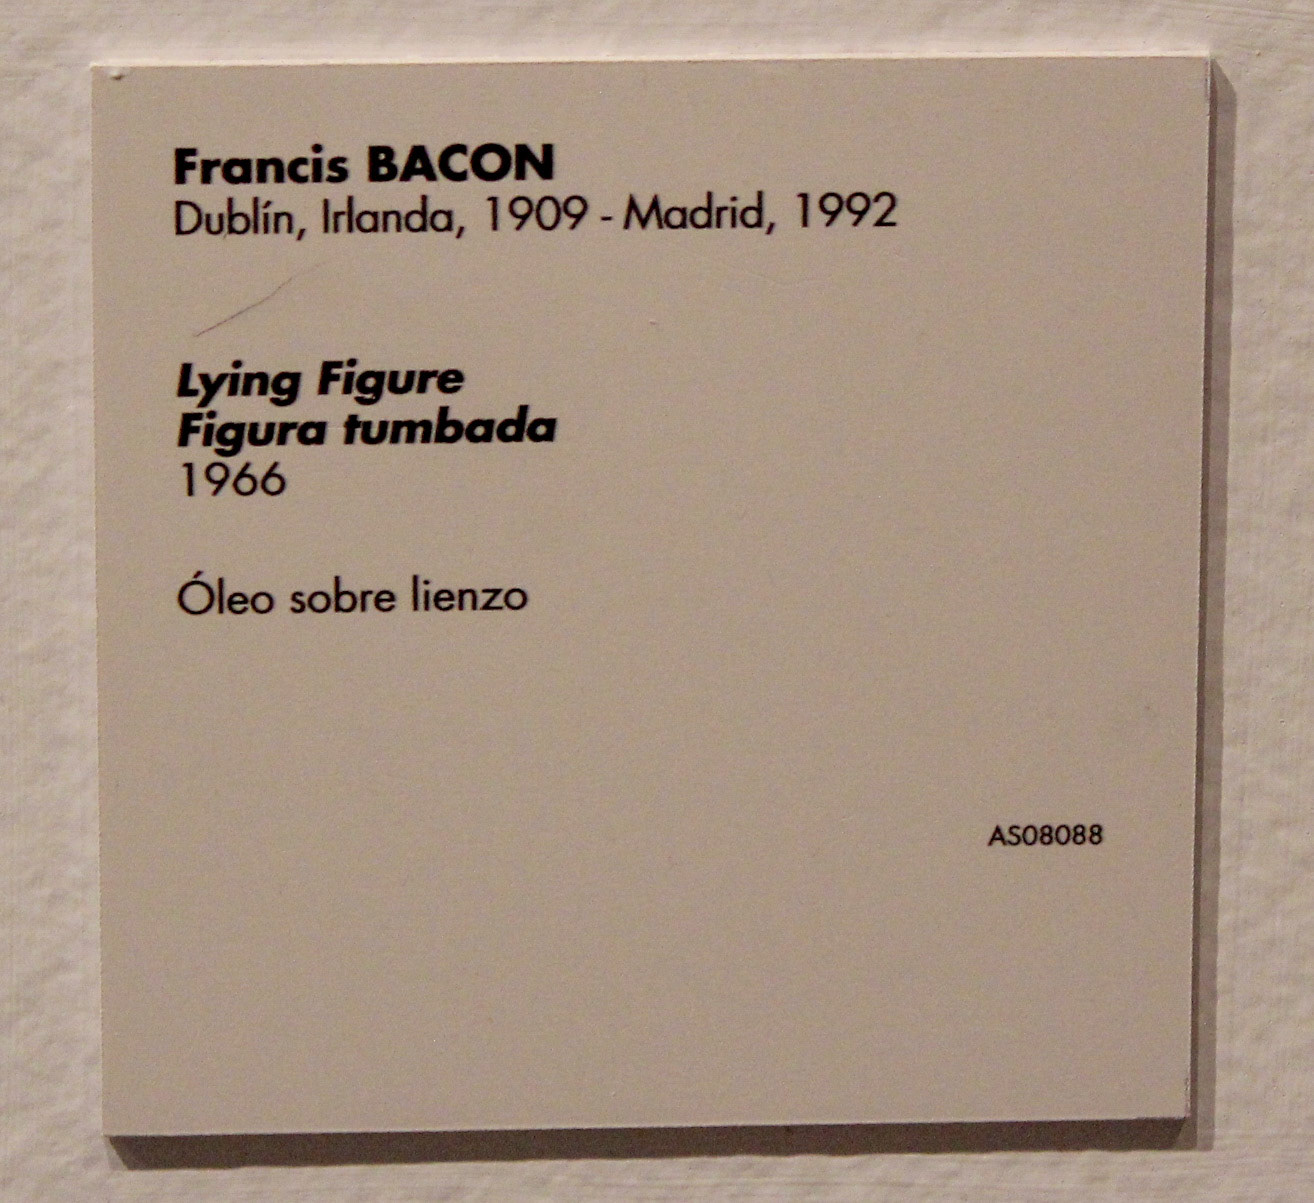 Francis BACON
Dublín, Irlanda, 1909 - Madrid, 1992
Lying Figure
Figura tumbada
1966
Óleo sobre lienzo
AS08088